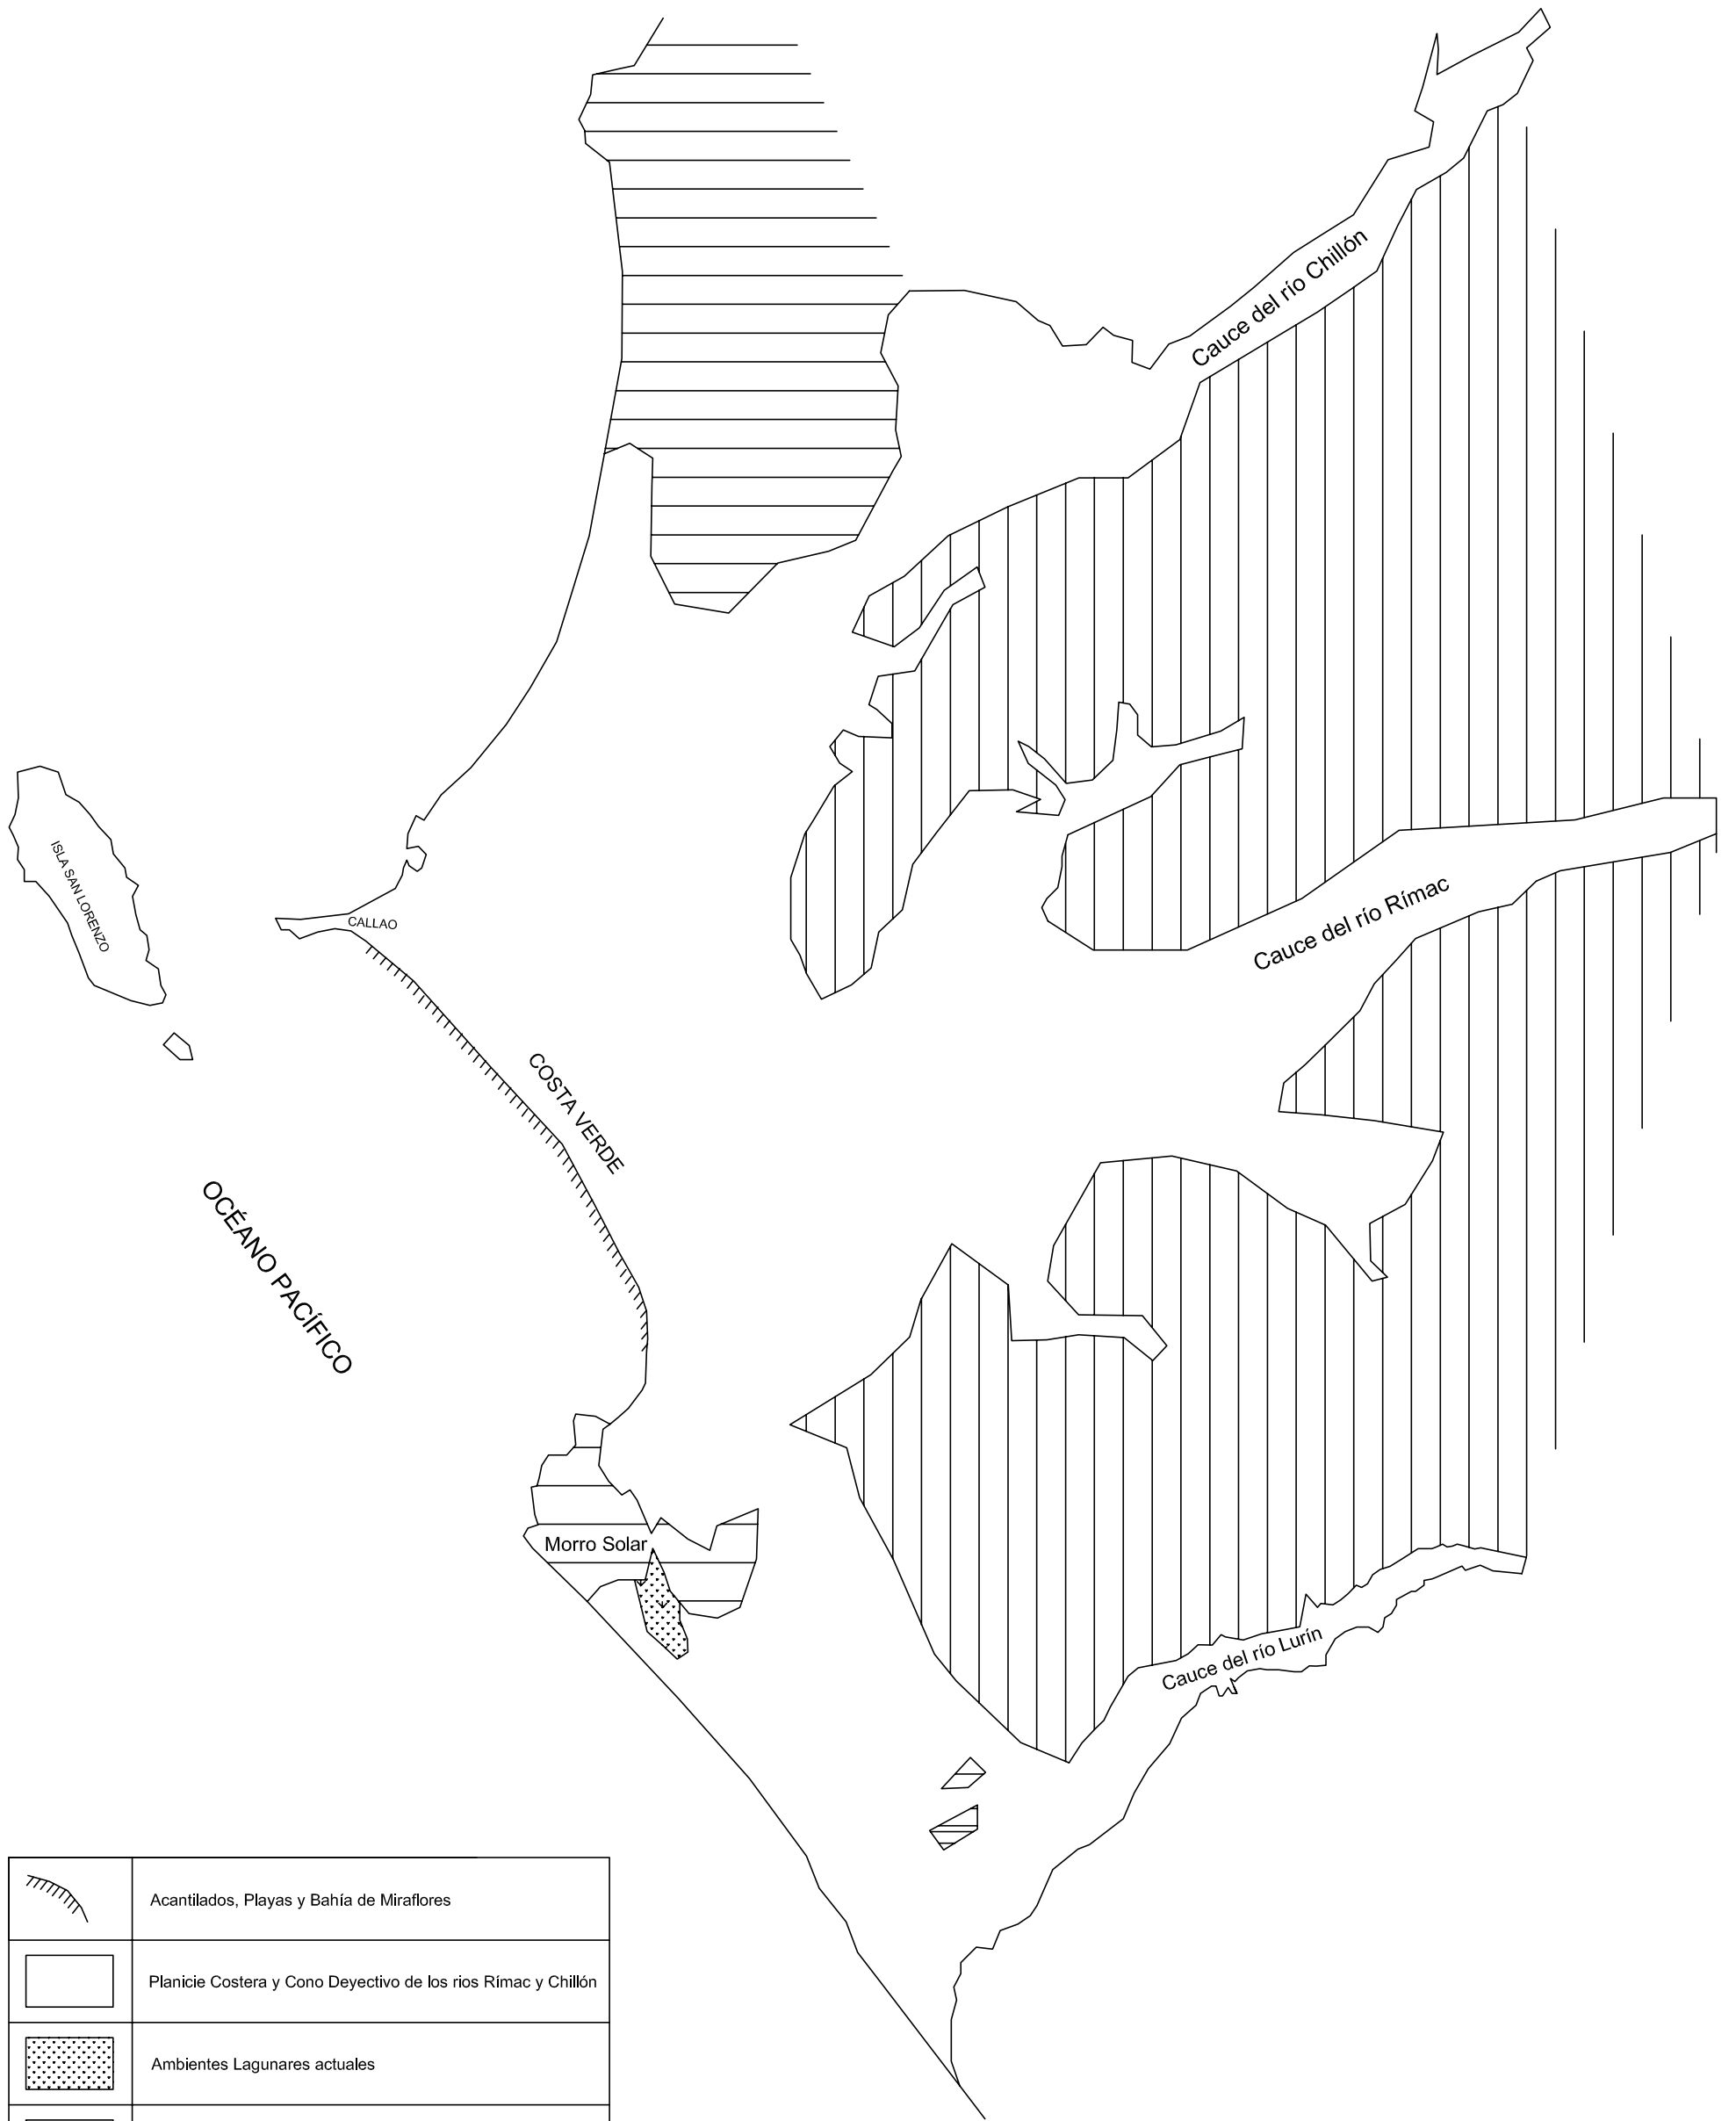 Cauce del río Chillón
ISLA SAN LORENZO
CALLAO
Cauce del río Rímac
COSTA VERDE
OCÉANO PACÍFICO
Morro Solar
Cauce del río Lurín
Acantilados, Playas y Bahía de Miraflores
Planicie Costera y Cono Deyectivo de los rios Rímac y Chillón
Ambientes Lagunares actuales